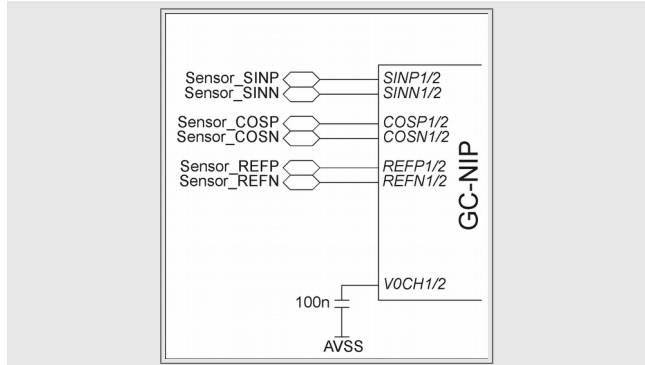 Sensor_SINP SINP1/2
Sensor_SINN SINN1/2
Sensor_COSP COSP1/2
Sensor_COSN COSN1/2
Sensor_REFP REFP1/2
Sensor_REFN REFN1/2
GC-NIP
V0CH1/2
100n
AVSS